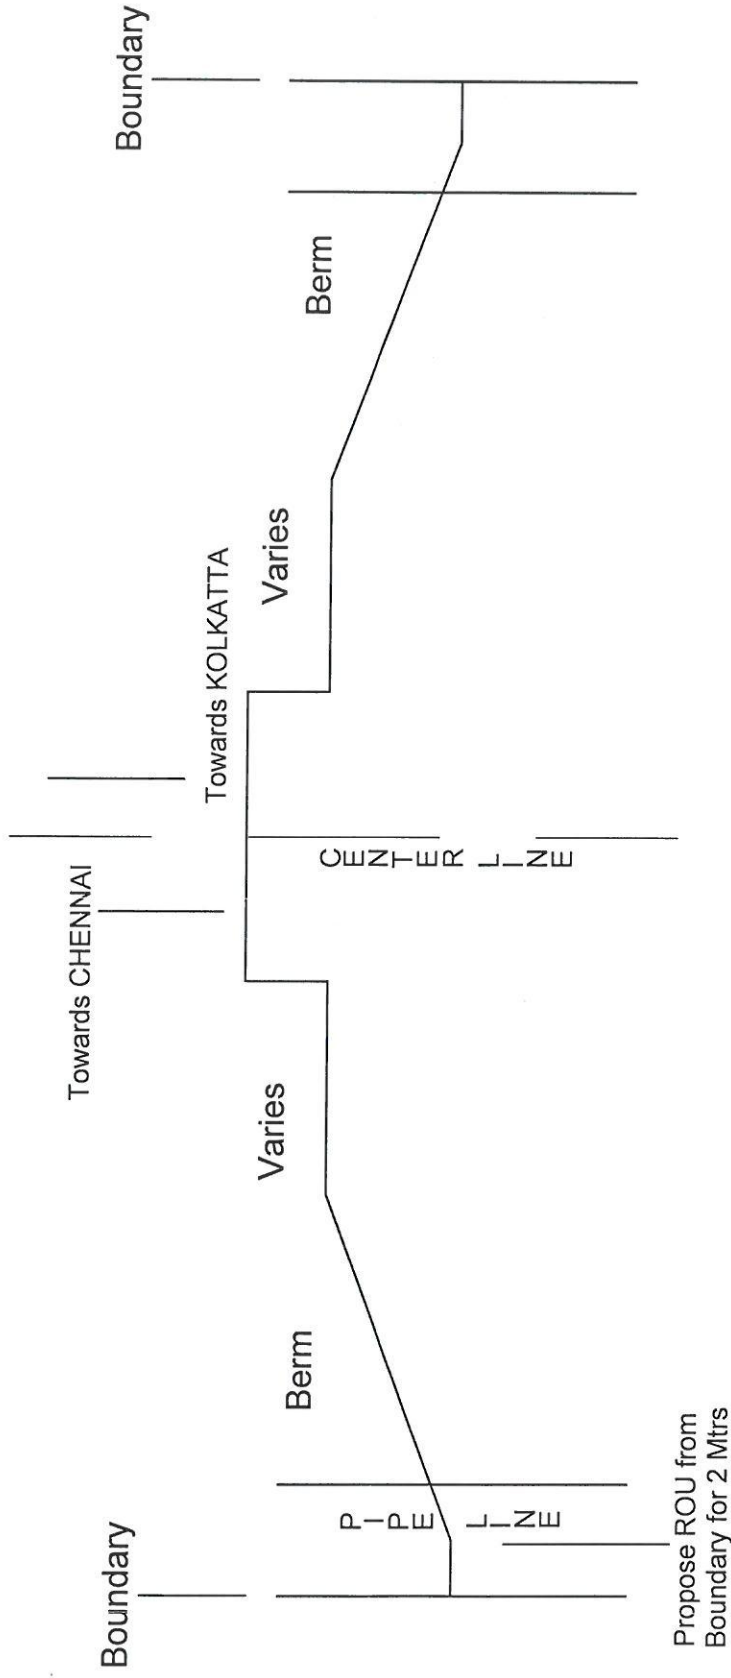 Boundary
Berm
Varies
Towards CHENNAI
Towards KOLKATTA
Varies
Berm
Boundary
PIPE LINE
CENTER LINE
Propose ROU from
Boundary for 2 Mtrs